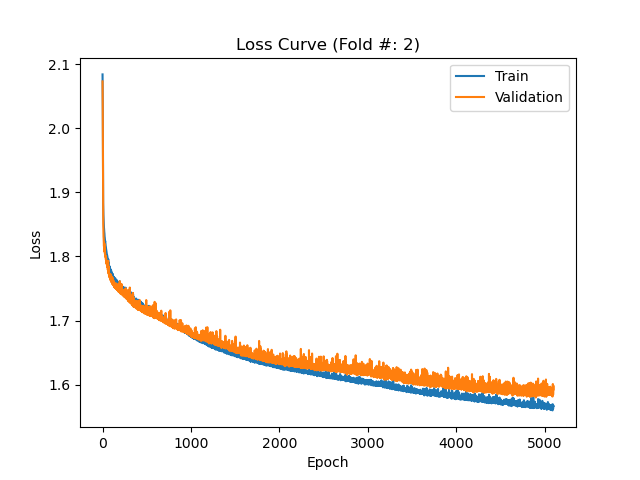 Loss Curve (Fold #: 2)
Train
Validation
2.1
2.0
1.9
1.8
1.7
1.6
Loss
0 1000 2000 3000 4000 5000
Epoch